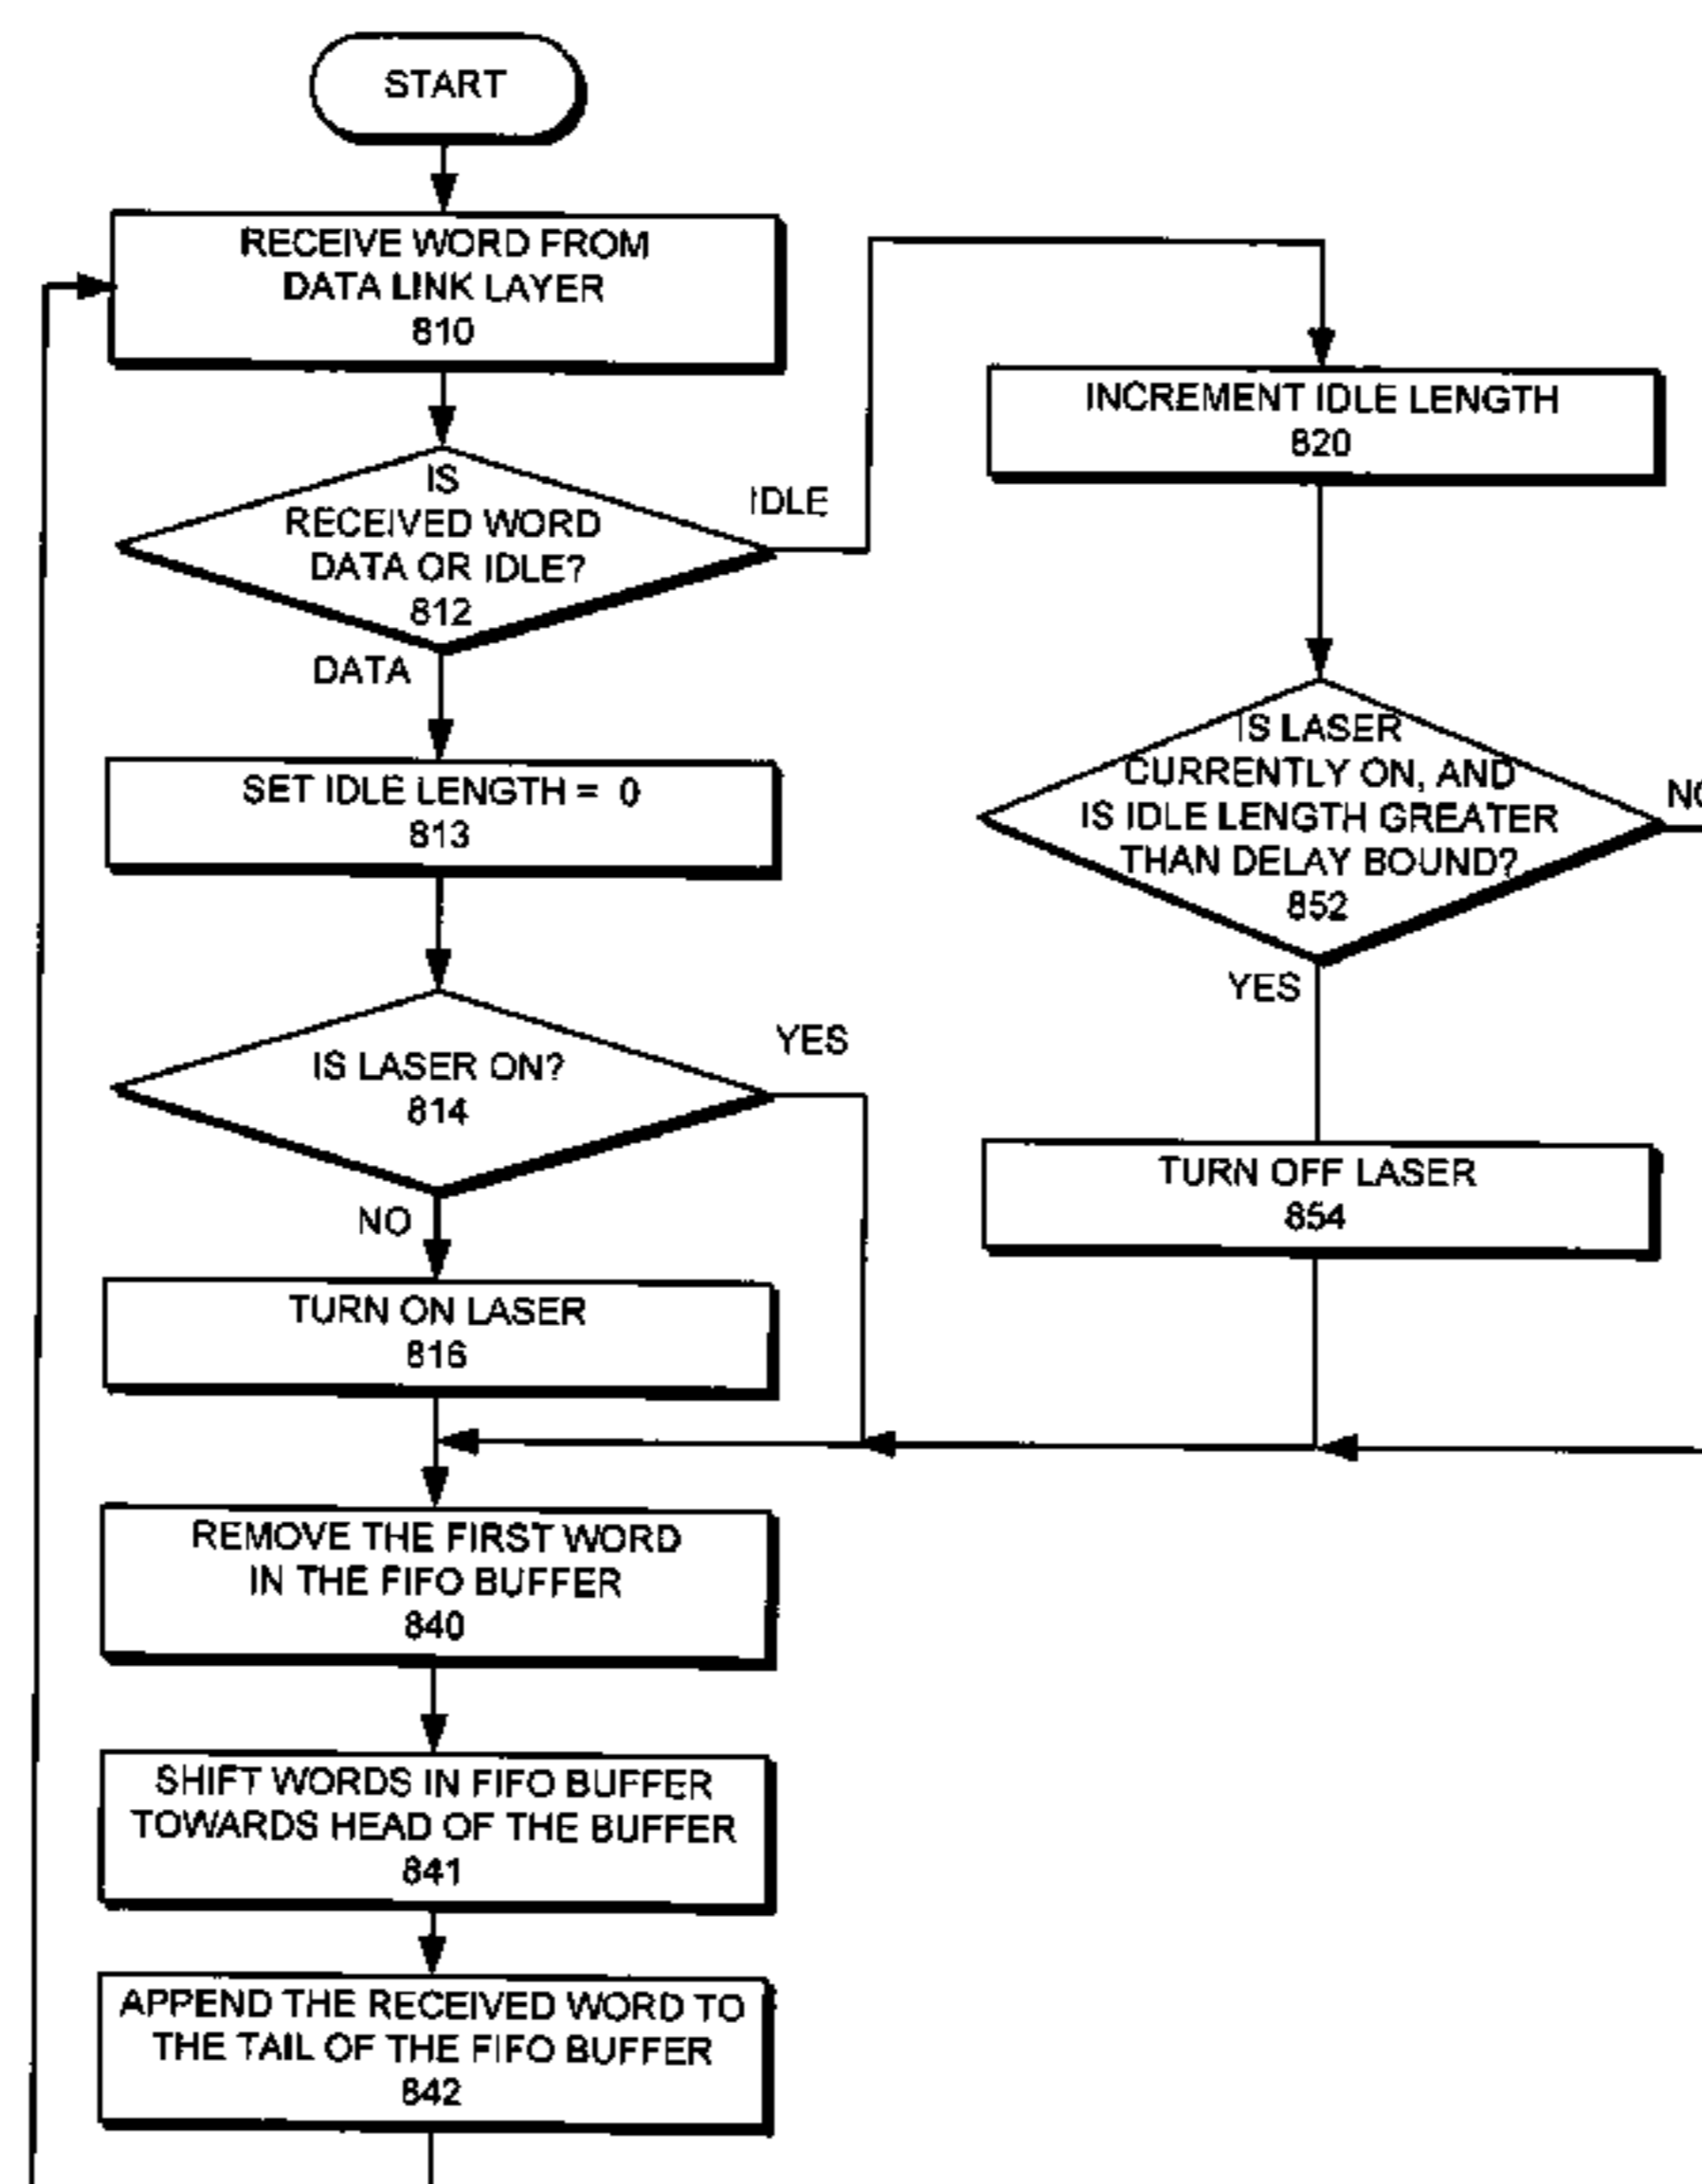 START
RECEIVE WORD FROM
DATA LINK LAYER
810
IS
RECEIVED WORD
DATA OR IDLE?
812
IDLE
DATA
SET IDLE LENGTH = 0
813
IS LASER ON?
814
YES
NO
TURN ON LASER
816
INCREMENT IDLE LENGTH
820
IS LASER
CURRENTLY ON, AND
IS IDLE LENGTH GREATER
THAN DELAY BOUND?
852
NO
YES
TURN OFF LASER
854
REMOVE THE FIRST WORD
IN THE FIFO BUFFER
840
SHIFT WORDS IN FIFO BUFFER
TOWARDS HEAD OF THE BUFFER
841
APPEND THE RECEIVED WORD TO
THE TAIL OF THE FIFO BUFFER
842